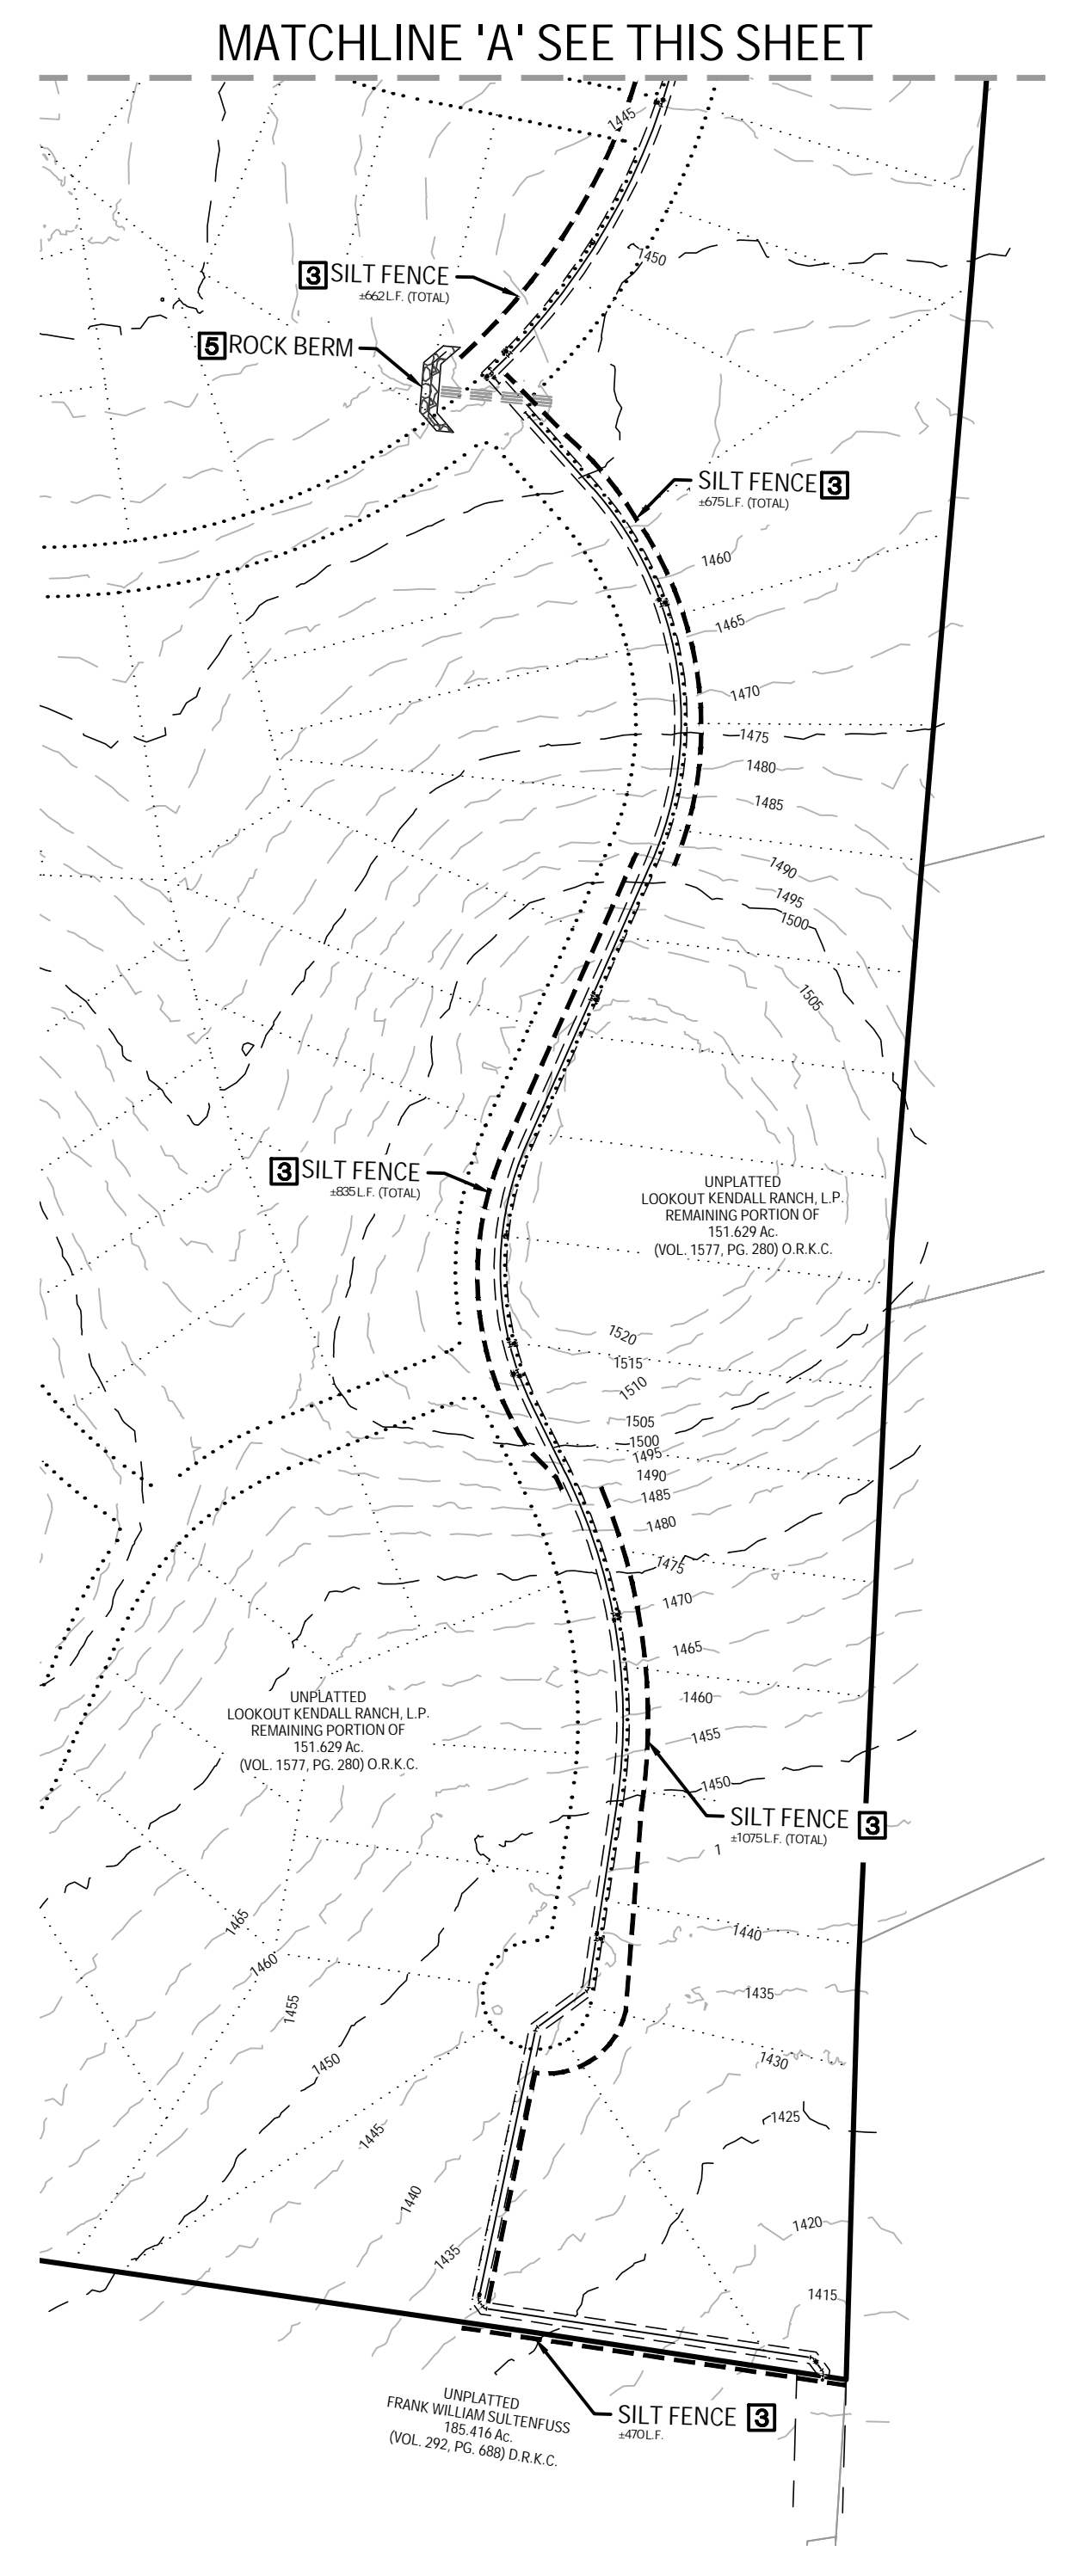 MATCHLINE 'A' SEE THIS SHEET
1445
1450
3 SILT FENCE
±662 L.F. (TOTAL)
5 ROCK BERM
SILT FENCE 3
±675 L.F. (TOTAL)
1460
1465
1470
1475
1480
1485
1490
1495
1500
1505
3 SILT FENCE
±835 L.F. (TOTAL)
UNPLATTED
LOOKOUT KENDALL RANCH, L.P.
REMAINING PORTION OF
151.629 Ac.
(VOL. 1577, PG. 280) O.R.K.C.
1520
1515
1510
1505
1500
1495
1490
1485
1480
1475
1470
1465
1460
1455
1450
UNPLATTED
LOOKOUT KENDALL RANCH, L.P.
REMAINING PORTION OF
151.629 Ac.
(VOL. 1577, PG. 280) O.R.K.C.
SILT FENCE 3
±1075 L.F. (TOTAL)
1
1440
1435
1430
1425
1420
1415
1465
1460
1455
1450
1445
1440
1435
UNPLATTED
FRANK WILLIAM SULTENFUSS
185.416 Ac.
(VOL. 292, PG. 688) D.R.K.C.
SILT FENCE 3
±470 L.F.